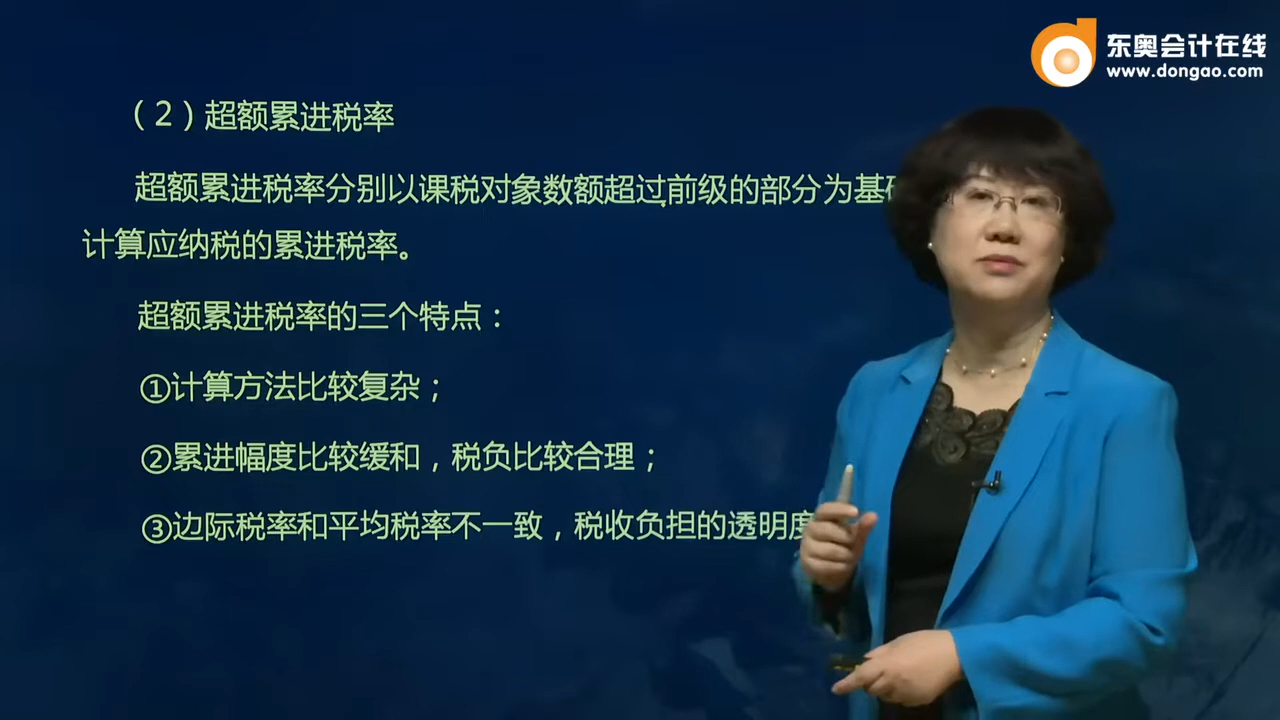 东奥会计在线
www.dongao.com
（2）超额累进税率
超额累进税率分别以课税对象数额超过前级的部分为基
计算应纳税的累进税率。
超额累进税率的三个特点：
①计算方法比较复杂；
②累进幅度比较缓和，税负比较合理；
③边际税率和平均税率不一致，税收负担的透明度